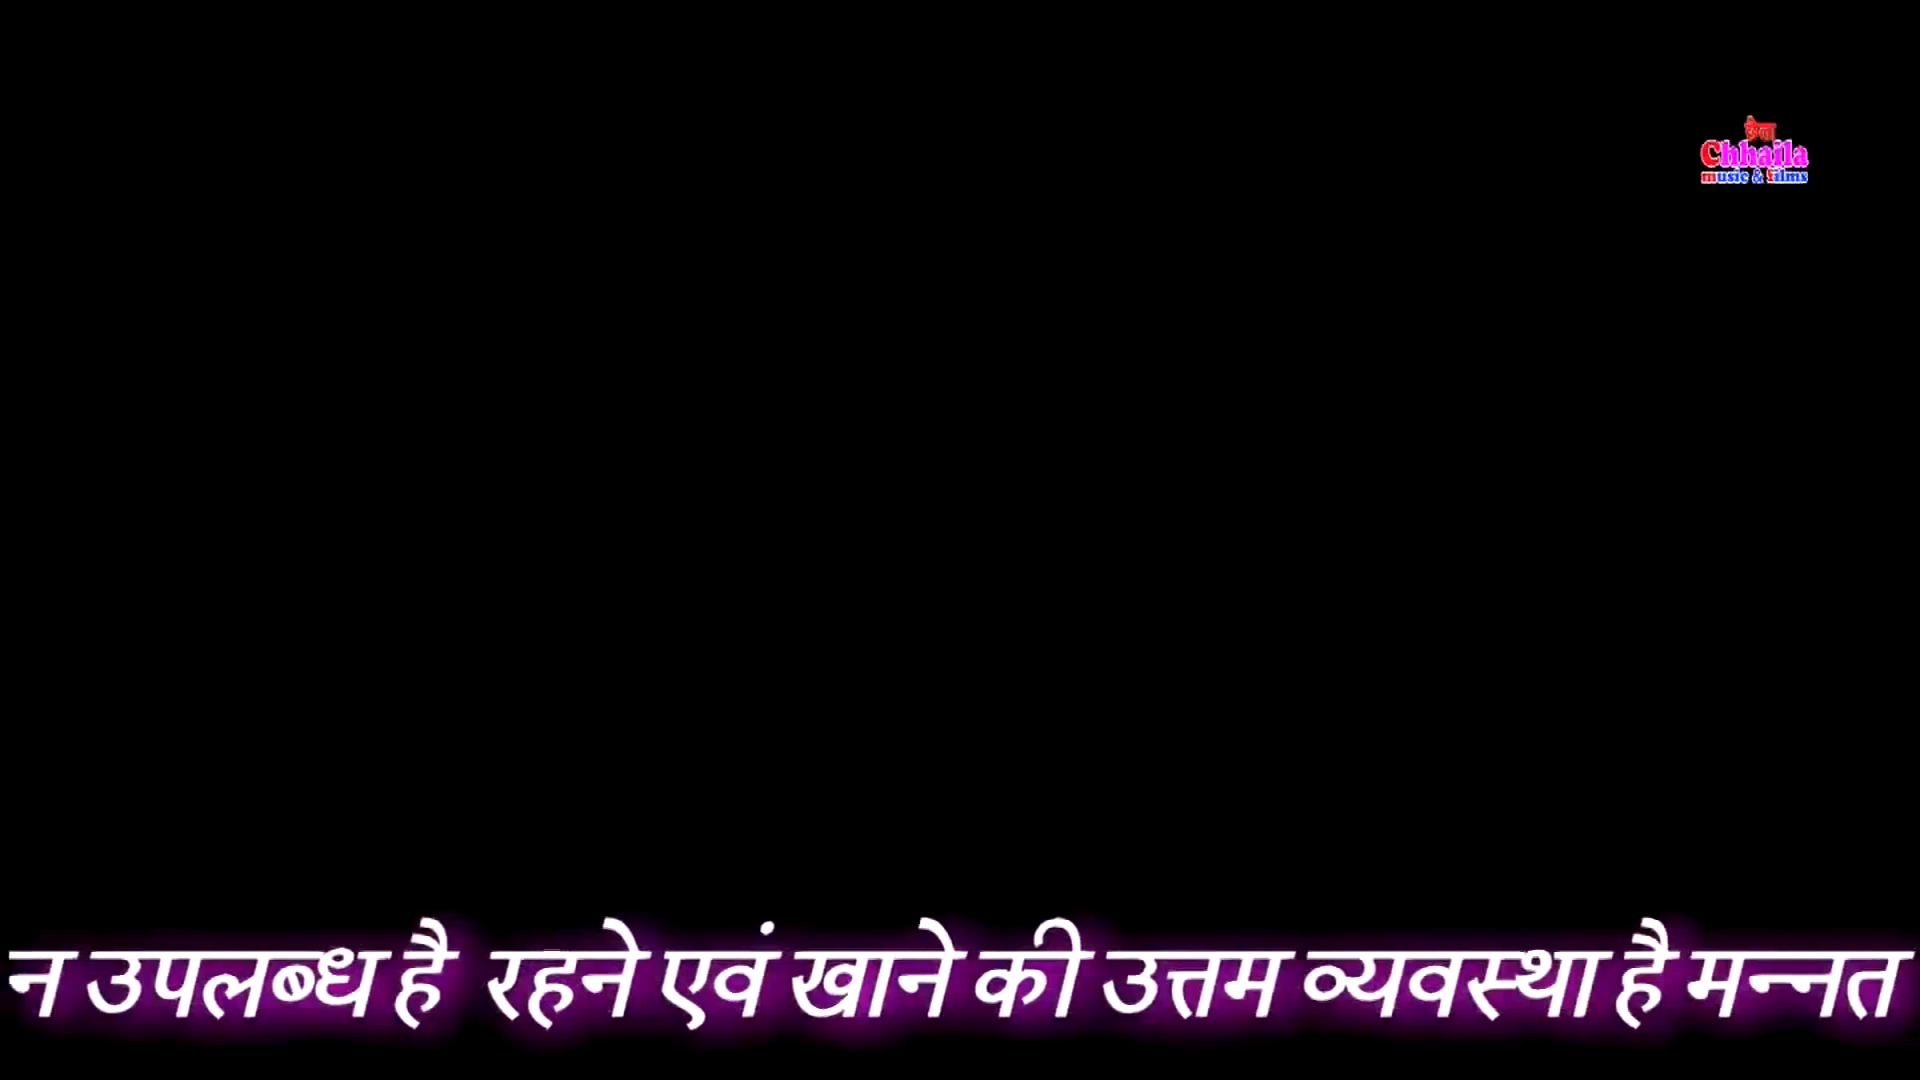 छैला
Chhaila
music & films
न उपलब्ध है रहने एवं खाने की उत्तम व्यवस्था है मन्नत